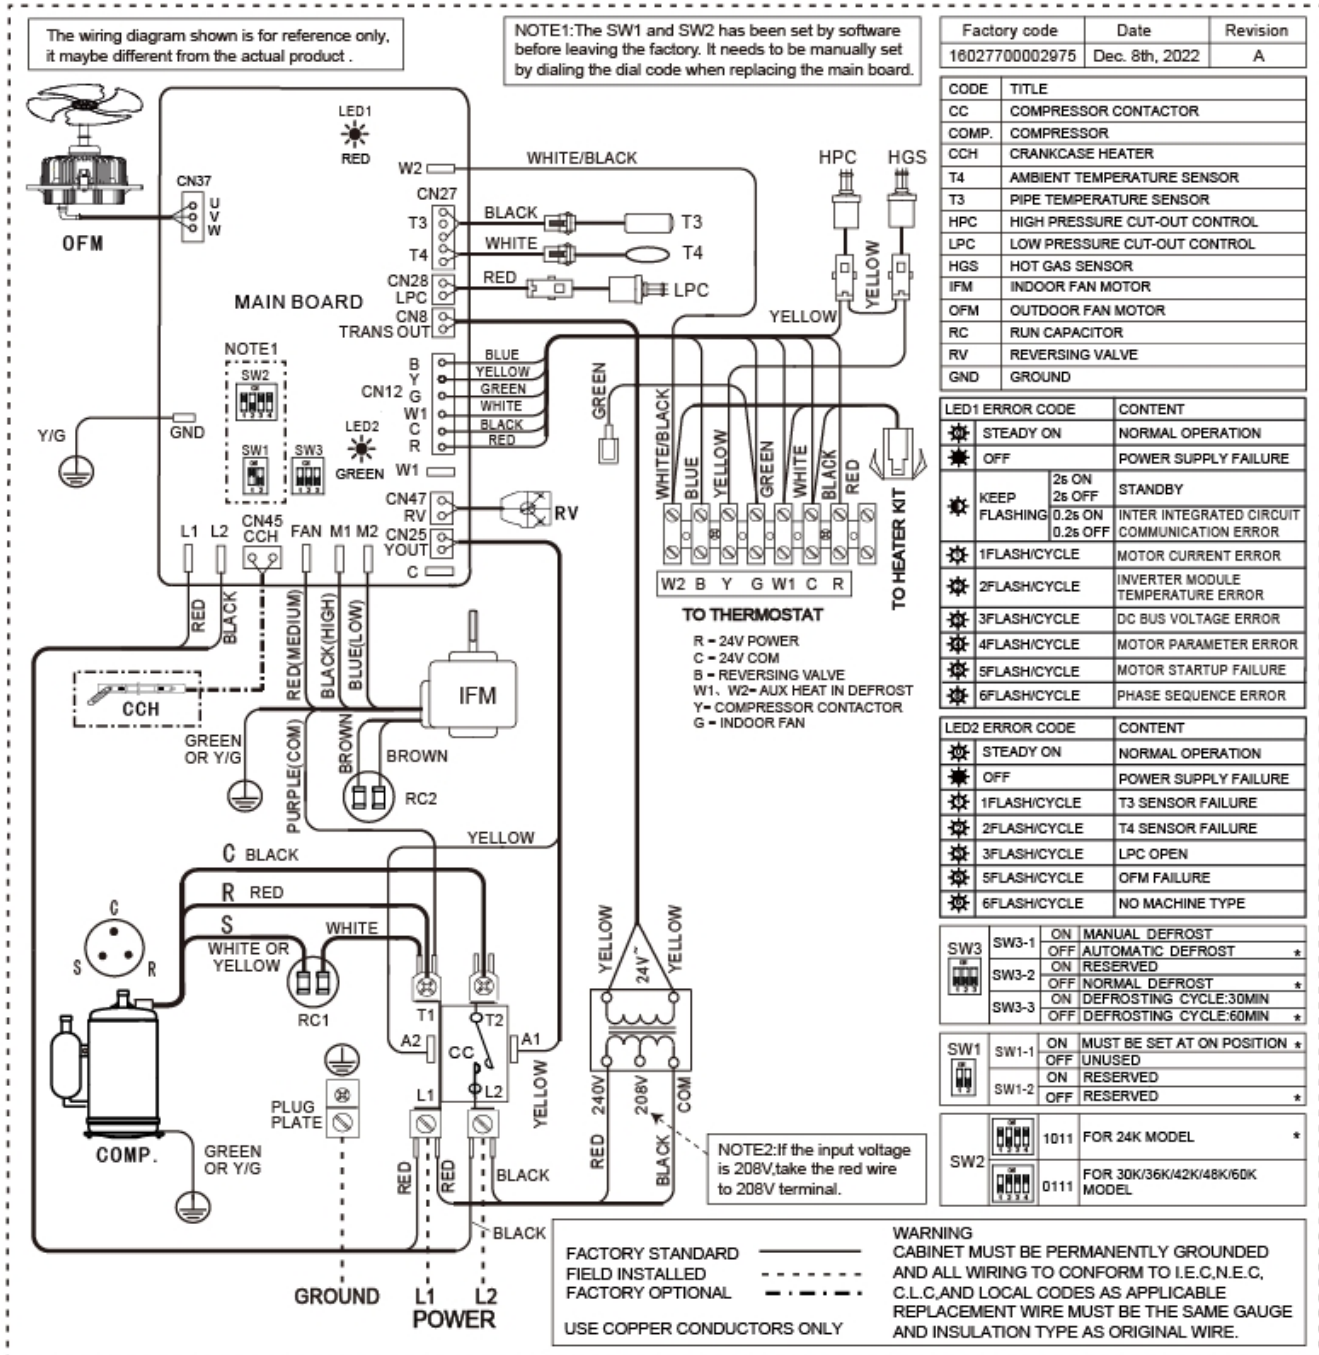 The wiring diagram shown is for reference only,
it maybe different from the actual product .
NOTE1:The SW1 and SW2 has been set by software
before leaving the factory. It needs to be manually set
by dialing the dial code when replacing the main board.
Factory code Date Revision
16027700002975 Dec. 8th, 2022 A
CODE TITLE
CC COMPRESSOR CONTACTOR
COMP. COMPRESSOR
CCH CRANKCASE HEATER
T4 AMBIENT TEMPERATURE SENSOR
T3 PIPE TEMPERATURE SENSOR
HPC HIGH PRESSURE CUT-OUT CONTROL
LPC LOW PRESSURE CUT-OUT CONTROL
HGS HOT GAS SENSOR
IFM INDOOR FAN MOTOR
OFM OUTDOOR FAN MOTOR
RC RUN CAPACITOR
RV REVERSING VALVE
GND GROUND
LED1 ERROR CODE CONTENT
STEADY ON NORMAL OPERATION
OFF POWER SUPPLY FAILURE
KEEP FLASHING
2s ON
2s OFF
STANDBY
0.2s ON
0.2s OFF
INTER INTEGRATED CIRCUIT
COMMUNICATION ERROR
1FLASH/CYCLE MOTOR CURRENT ERROR
2FLASH/CYCLE INVERTER MODULE
TEMPERATURE ERROR
3FLASH/CYCLE DC BUS VOLTAGE ERROR
4FLASH/CYCLE MOTOR PARAMETER ERROR
5FLASH/CYCLE MOTOR STARTUP FAILURE
6FLASH/CYCLE PHASE SEQUENCE ERROR
LED2 ERROR CODE CONTENT
STEADY ON NORMAL OPERATION
OFF POWER SUPPLY FAILURE
1FLASH/CYCLE T3 SENSOR FAILURE
2FLASH/CYCLE T4 SENSOR FAILURE
3FLASH/CYCLE LPC OPEN
5FLASH/CYCLE OFM FAILURE
6FLASH/CYCLE NO MACHINE TYPE
SW3
SW3-1 ON MANUAL DEFROST
OFF AUTOMATIC DEFROST *
SW3-2 ON RESERVED
OFF NORMAL DEFROST *
SW3-3 ON DEFROSTING CYCLE:30MIN
OFF DEFROSTING CYCLE:60MIN *
SW1
SW1-1 ON MUST BE SET AT ON POSITION *
OFF UNUSED
SW1-2 ON RESERVED
OFF RESERVED *
SW2
1011 FOR 24K MODEL *
0111 FOR 30K/36K/42K/48K/60K
MODEL
LED1
RED
W2
WHITE/BLACK
CN37
U
V
W
OFM
CN27
T3
BLACK
T3
T4
WHITE
T4
CN28
LPC
RED
LPC
CN8
TRANS OUT
MAIN BOARD
HPC
HGS
YELLOW
YELLOW
NOTE1
SW2
SW1
SW3
CN12
B BLUE
Y YELLOW
G GREEN
W1 WHITE
C BLACK
R RED
LED2
GREEN
W1
GND
Y/G
CN47
RV
RV
CN25
YOUT
C
L1
L2
CN45
CCH
FAN
M1
M2
GREEN
WHITE/BLACK
BLUE
YELLOW
GREEN
WHITE
BLACK
RED
TO HEATER KIT
W2 B Y G W1 C R
TO THERMOSTAT
R - 24V POWER
C - 24V COM
B - REVERSING VALVE
W1、W2- AUX HEAT IN DEFROST
Y- COMPRESSOR CONTACTOR
G - INDOOR FAN
RED
BLACK
RED(MEDIUM)
BLACK(HIGH)
BLUE(LOW)
CCH
IFM
GREEN
OR Y/G
PURPLE(COM)
BROWN
BROWN
RC2
YELLOW
C BLACK
R RED
S
WHITE OR
YELLOW
WHITE
RC1
C
S
R
COMP.
GREEN
OR Y/G
PLUG
PLATE
T1
T2
A2
A1
CC
L1
L2
YELLOW
YELLOW
YELLOW
24V~
240V
208V
COM
RED
RED
BLACK
RED
BLACK
BLACK
NOTE2:If the input voltage
is 208V,take the red wire
to 208V terminal.
GROUND
L1
L2
POWER
FACTORY STANDARD
FIELD INSTALLED
FACTORY OPTIONAL
USE COPPER CONDUCTORS ONLY
WARNING
CABINET MUST BE PERMANENTLY GROUNDED
AND ALL WIRING TO CONFORM TO I.E.C,N.E.C,
C.L.C,AND LOCAL CODES AS APPLICABLE
REPLACEMENT WIRE MUST BE THE SAME GAUGE
AND INSULATION TYPE AS ORIGINAL WIRE.